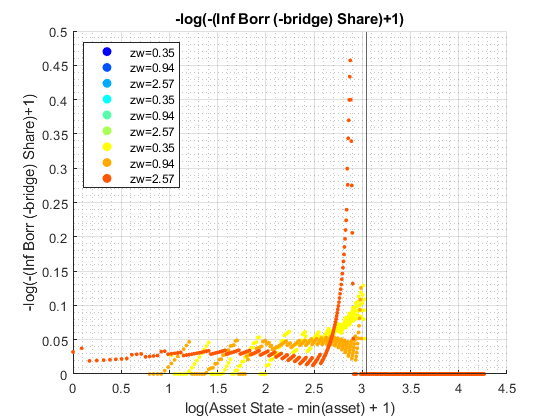 -log(-(Inf Borr (-bridge) Share)+1)
0.5
0.45
0.4
0.35
0.3
0.25
0.2
0.15
0.1
0.05
0
-log(-(Inf Borr (-bridge) Share)+1)
zw=0.35
zw=0.94
zw=2.57
zw=0.35
zw=0.94
zw=2.57
zw=0.35
zw=0.94
zw=2.57
0 0.5 1 1.5 2 2.5 3 3.5 4 4.5
log(Asset State - min(asset) + 1)